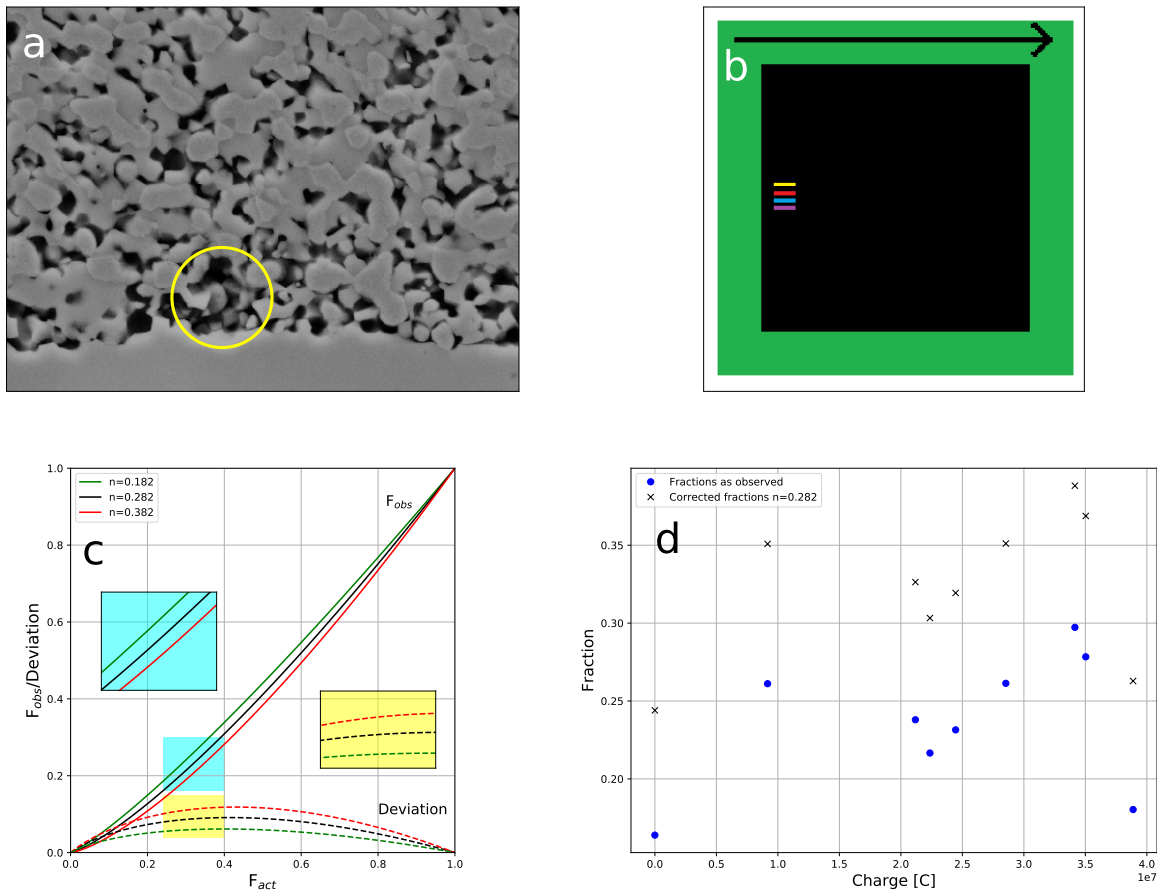 a
b
1.0
0.8
0.6
0.4
0.2
0.0
F_obs/Deviation
n=0.182
n=0.282
n=0.382
c
F_obs
Deviation
0.0 0.2 0.4 0.6 0.8 1.0
F_act
0.35
0.30
0.25
0.20
Fraction
Fractions as observed
Corrected fractions n=0.282
d
0.0 0.5 1.0 1.5 2.0 2.5 3.0 3.5 4.0
1e7
Charge [C]